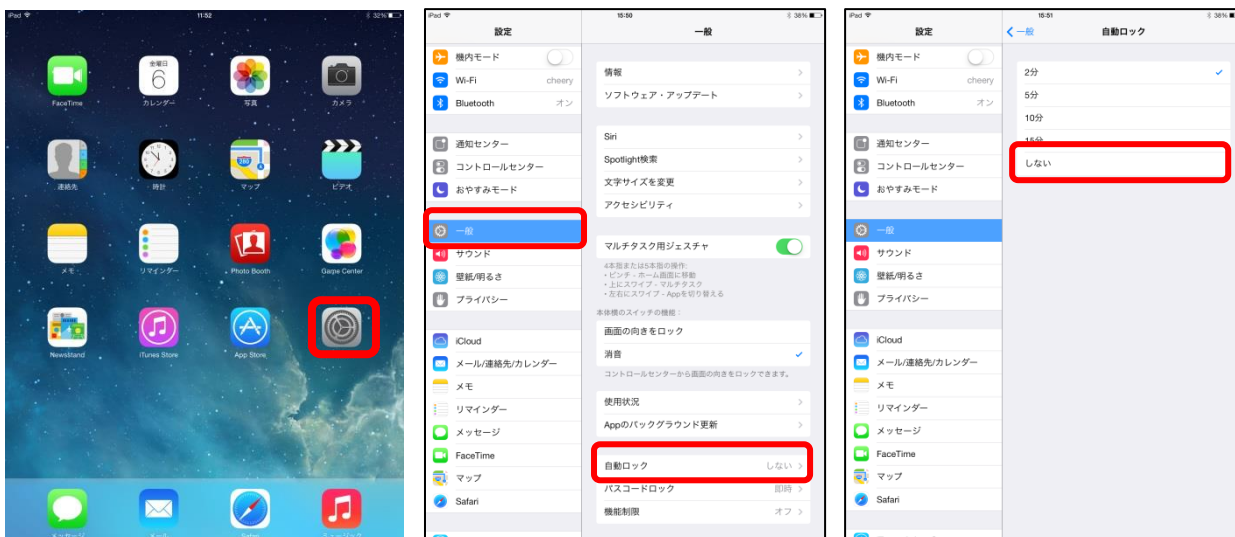 iPad 11:52 32%
金曜日
6
FaceTime カレンダー 写真 カメラ
280
連絡先 時計 マップ ビデオ
メモ リマインダー Photo Booth Game Center
Newsstand iTunes Store App Store
メッセージ メール Safari ミュージック
iPad 15:50 38%
設定
機内モード
Wi-Fi cheery
Bluetooth オン
通知センター
コントロールセンター
おやすみモード
一般
サウンド
壁紙/明るさ
プライバシー
iCloud
メール/連絡先/カレンダー
メモ
リマインダー
メッセージ
FaceTime
マップ
Safari
一般
情報
ソフトウェア・アップデート
Siri
Spotlight検索
文字サイズを変更
アクセシビリティ
マルチタスク用ジェスチャ
4本指または5本指の操作:
• ピンチ - ホーム画面に移動
• 上にスワイプ - マルチタスク
• 左右にスワイプ - Appを切り替える
本体横のスイッチの機能：
画面の向きをロック
消音
コントロールセンターから画面の向きをロックできます。
使用状況
Appのバックグラウンド更新
自動ロック しない
パスコードロック 即時
機能制限 オフ
iPad 15:51 38%
設定
機内モード
Wi-Fi cheery
Bluetooth オン
通知センター
コントロールセンター
おやすみモード
一般
サウンド
壁紙/明るさ
プライバシー
iCloud
メール/連絡先/カレンダー
メモ
リマインダー
メッセージ
FaceTime
マップ
Safari
一般 自動ロック
2分
5分
10分
15分
しない